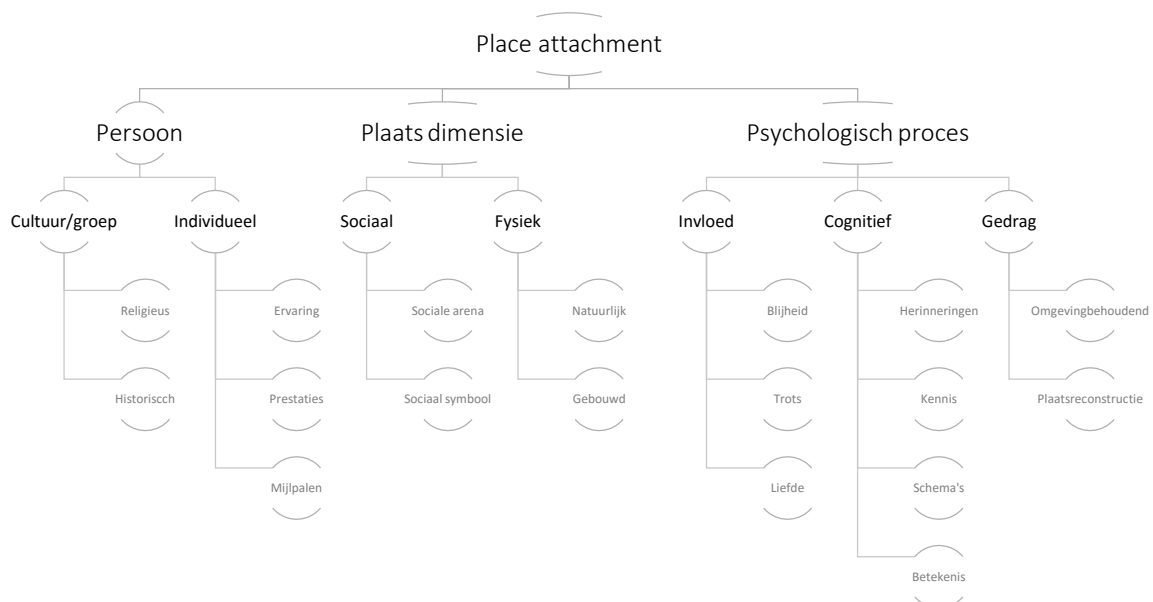 Place attachment
Persoon
Plaats dimensie
Psychologisch proces
Cultuur/groep
Individueel
Sociaal
Fysiek
Invloed
Cognitief
Gedrag
Religieus
Ervaring
Sociale arena
Natuurlijk
Blijheid
Herinneringen
Omgevingbehoudend
Historiscch
Prestaties
Sociaal symbool
Gebouwd
Trots
Kennis
Plaatsreconstructie
Mijlpalen
Liefde
Schema's
Betekenis